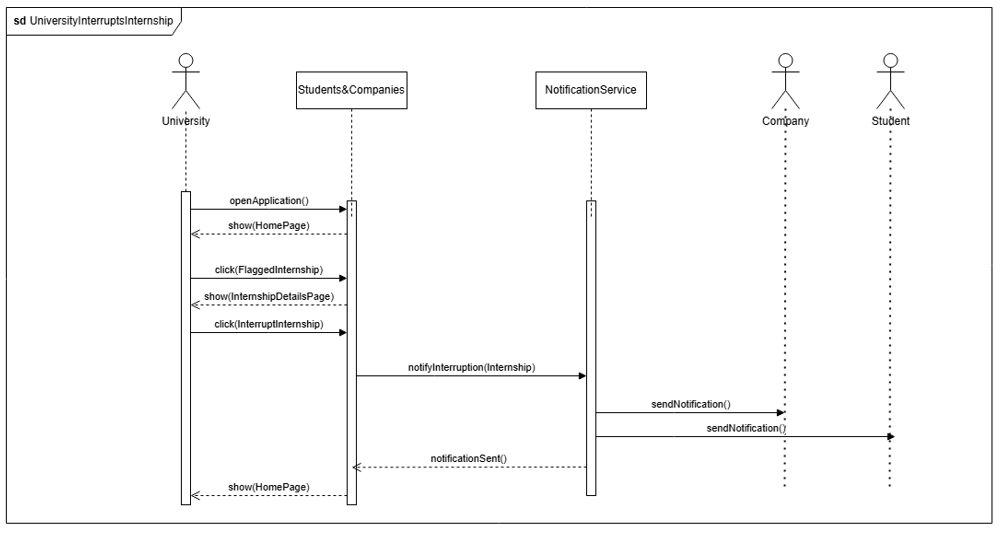 sd UniversityInterruptsInternship
University
Students&Companies
NotificationService
Company
Student
openApplication()
show(HomePage)
click(FlaggedInternship)
show(InternshipDetailsPage)
click(InterruptInternship)
notifyInterruption(Internship)
sendNotification()
sendNotification()
notificationSent()
show(HomePage)